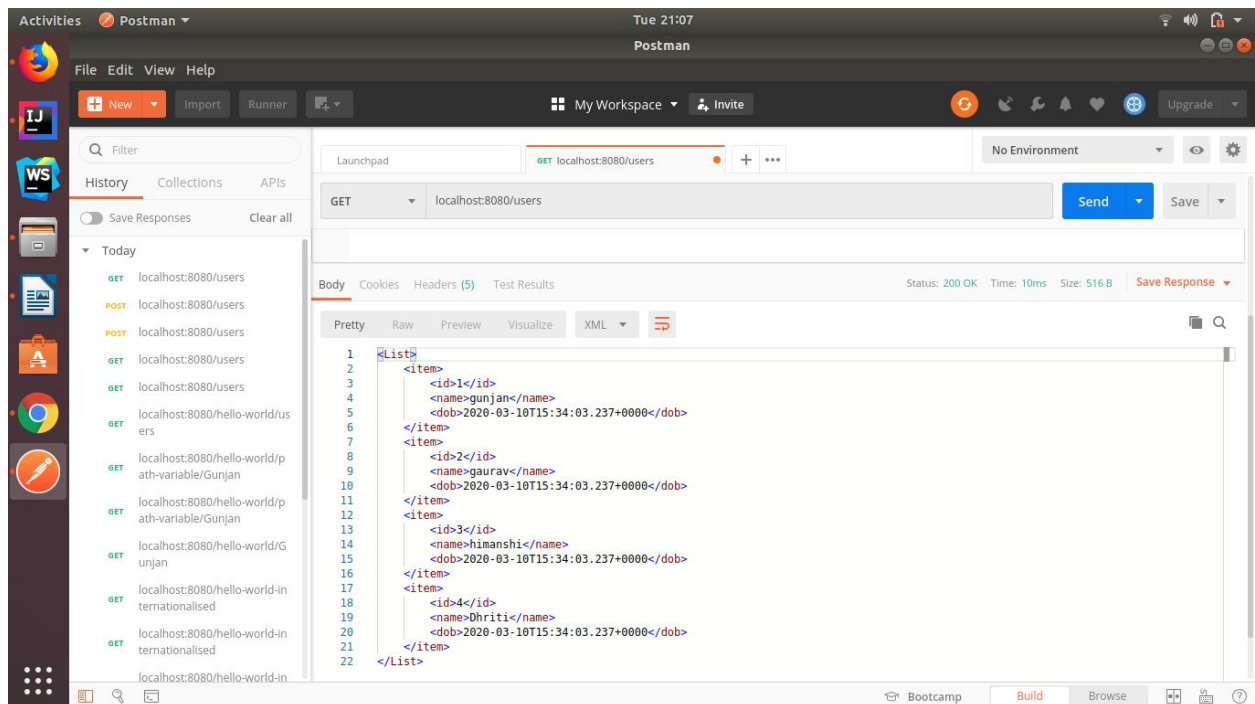 Activities Postman Tue 21:07
Postman
File Edit View Help
New Import Runner My Workspace Invite Upgrade
Filter
History Collections APIs
Save Responses Clear all
Today
GET localhost:8080/users
POST localhost:8080/users
POST localhost:8080/users
GET localhost:8080/users
GET localhost:8080/users
GET localhost:8080/hello-world/us
ers
GET localhost:8080/hello-world/p
ath-variable/Gunjan
GET localhost:8080/hello-world/p
ath-variable/Gunjan
GET localhost:8080/hello-world/G
unjan
GET localhost:8080/hello-world-in
ternationalised
GET localhost:8080/hello-world-in
ternationalised
localhost:8080/hello-world-in
Launchpad GET localhost:8080/users No Environment
GET localhost:8080/users Send Save
Body Cookies Headers (5) Test Results Status: 200 OK Time: 10ms Size: 516 B Save Response
Pretty Raw Preview Visualize XML
1 <List>
2 <item>
3 <id>1</id>
4 <name>gunjan</name>
5 <dob>2020-03-10T15:34:03.237+0000</dob>
6 </item>
7 <item>
8 <id>2</id>
9 <name>gaurav</name>
10 <dob>2020-03-10T15:34:03.237+0000</dob>
11 </item>
12 <item>
13 <id>3</id>
14 <name>himanshi</name>
15 <dob>2020-03-10T15:34:03.237+0000</dob>
16 </item>
17 <item>
18 <id>4</id>
19 <name>Dhriti</name>
20 <dob>2020-03-10T15:34:03.237+0000</dob>
21 </item>
22 </List>
Bootcamp Build Browse
IJ
WS